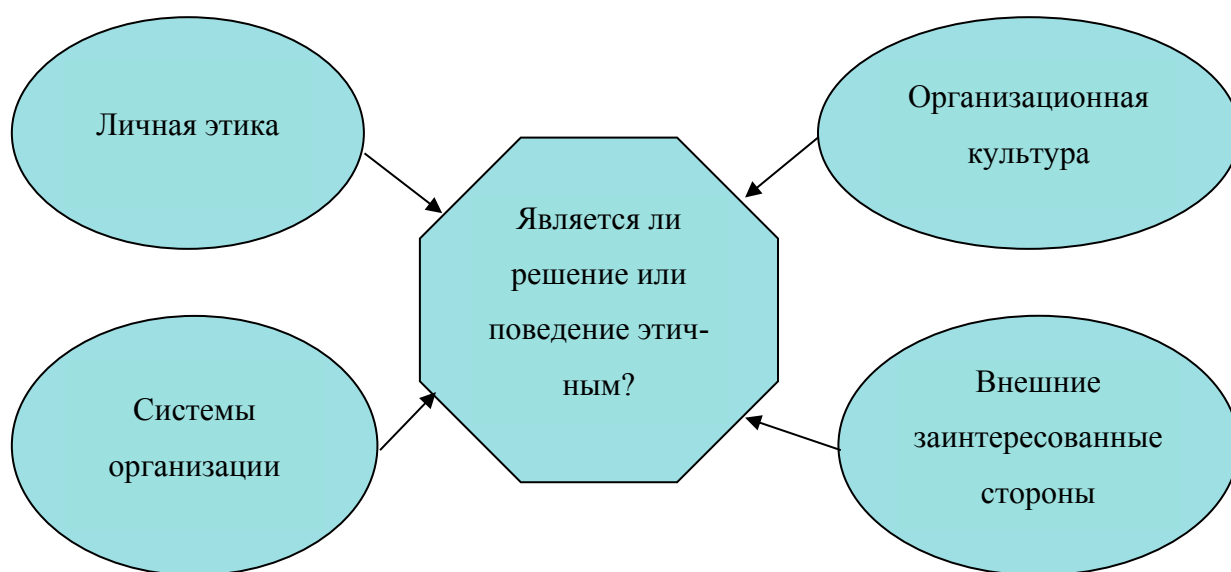 Личная этика
Организационная
культура
Является ли
решение или
поведение этич-
ным?
Системы
организации
Внешние
заинтересованные
стороны